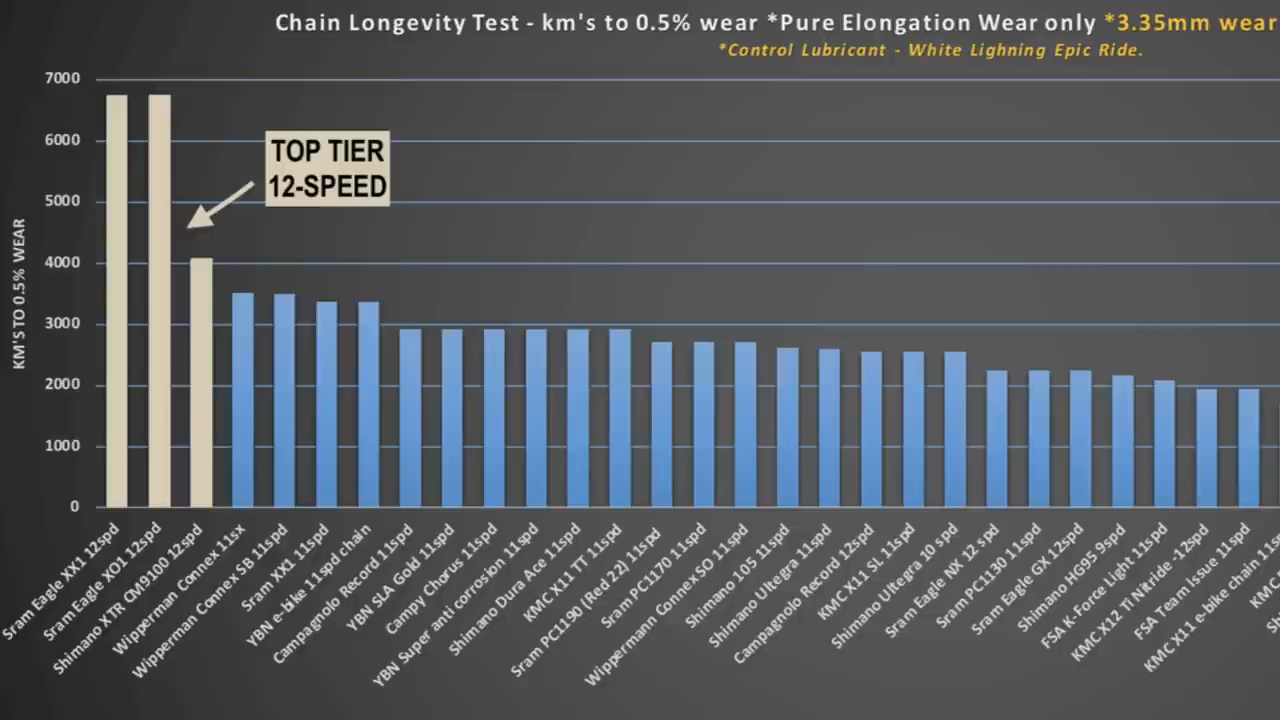 Chain Longevity Test - km's to 0.5% wear *Pure Elongation Wear only *3.35mm wear
*Control Lubricant - White Lighning Epic Ride.
TOP TIER
12-SPEED
KM'S TO 0.5% WEAR
7000
6000
5000
4000
3000
2000
1000
0
Sram Eagle XX1 12spd
Sram Eagle XO1 12spd
Shimano XTR CM9100 12spd
Wipperman Connex 11sx
Wipperman Connex SB 11spd
Sram XX1 11spd
YBN e-bike 11spd chain
Campagnolo Record 11spd
YBN SLA Gold 11spd
Campy Chorus 11spd
YBN Super anti corrosion 11spd
Shimano Dura Ace 11spd
KMC X11 TT 11spd
Sram PC1190 (Red 22) 11spd
Sram PC1170 11spd
Wippermann Connex SO 11spd
Shimano 105 11spd
Shimano Ultegra 11spd
Campagnolo Record 12spd
KMC X11 SL 11spd
Shimano Ultegra 10 spd
Sram Eagle NX 12 spd
Sram PC1130 11spd
Sram Eagle GX 12spd
Shimano HG95 9spd
FSA K-Force Light 11spd
KMC X12 Ti Nitride - 12spd
FSA Team Issue 11spd
KMC X11 e-bike chain 11s
KMC
Sh